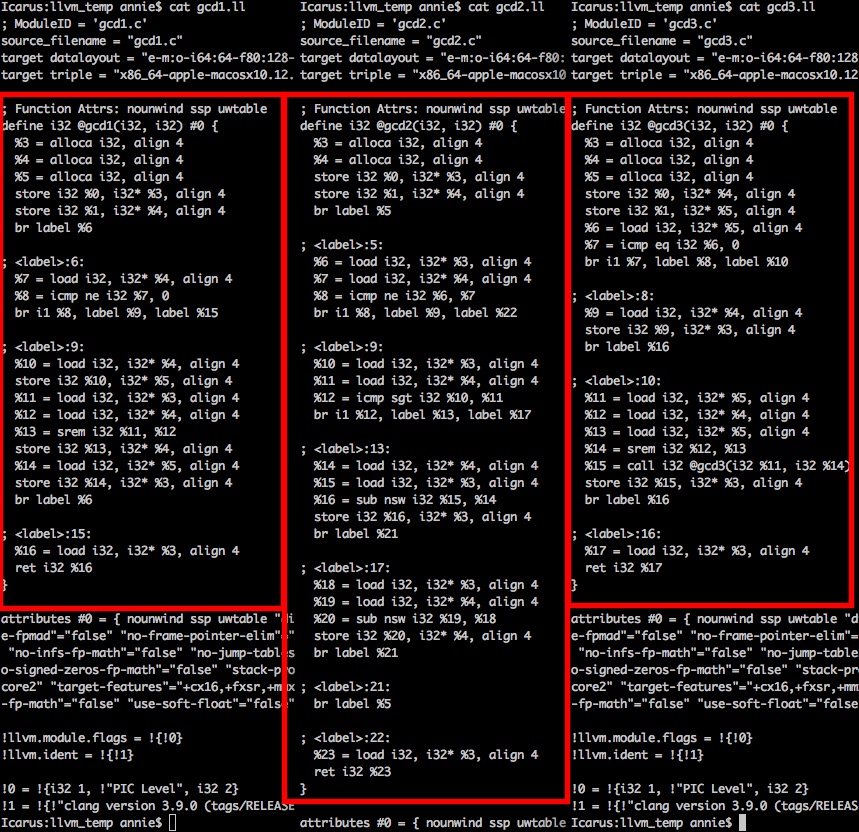 Icarus:llvm_temp annie$ cat gcd1.ll
; ModuleID = 'gcd1.c'
source_filename = "gcd1.c"
target datalayout = "e-m:o-i64:64-f80:128-
target triple = "x86_64-apple-macosx10.12.
; Function Attrs: nounwind ssp uwtable
define i32 @gcd1(i32, i32) #0 {
%3 = alloca i32, align 4
%4 = alloca i32, align 4
%5 = alloca i32, align 4
store i32 %0, i32* %3, align 4
store i32 %1, i32* %4, align 4
br label %6
; <label>:6:
%7 = load i32, i32* %4, align 4
%8 = icmp ne i32 %7, 0
br i1 %8, label %9, label %15
; <label>:9:
%10 = load i32, i32* %4, align 4
store i32 %10, i32* %5, align 4
%11 = load i32, i32* %3, align 4
%12 = load i32, i32* %4, align 4
%13 = srem i32 %11, %12
store i32 %13, i32* %4, align 4
%14 = load i32, i32* %5, align 4
store i32 %14, i32* %3, align 4
br label %6
; <label>:15:
%16 = load i32, i32* %3, align 4
ret i32 %16
}
attributes #0 = { nounwind ssp uwtable "di
e-fpmad"="false" "no-frame-pointer-elim"="
"no-infs-fp-math"="false" "no-jump-tables
o-signed-zeros-fp-math"="false" "stack-pro
core2" "target-features"="+cx16,+fxsr,+mmx
-fp-math"="false" "use-soft-float"="false"
!llvm.module.flags = !{!0}
!llvm.ident = !{!1}
!0 = !{i32 1, !"PIC Level", i32 2}
!1 = !{!"clang version 3.9.0 (tags/RELEASE
Icarus:llvm_temp annie$
Icarus:llvm_temp annie$ cat gcd2.ll
; ModuleID = 'gcd2.c'
source_filename = "gcd2.c"
target datalayout = "e-m:o-i64:64-f80:
target triple = "x86_64-apple-macosx10
; Function Attrs: nounwind ssp uwtable
define i32 @gcd2(i32, i32) #0 {
%3 = alloca i32, align 4
%4 = alloca i32, align 4
store i32 %0, i32* %3, align 4
store i32 %1, i32* %4, align 4
br label %5
; <label>:5:
%6 = load i32, i32* %3, align 4
%7 = load i32, i32* %4, align 4
%8 = icmp ne i32 %6, %7
br i1 %8, label %9, label %22
; <label>:9:
%10 = load i32, i32* %3, align 4
%11 = load i32, i32* %4, align 4
%12 = icmp sgt i32 %10, %11
br i1 %12, label %13, label %17
; <label>:13:
%14 = load i32, i32* %4, align 4
%15 = load i32, i32* %3, align 4
%16 = sub nsw i32 %15, %14
store i32 %16, i32* %3, align 4
br label %21
; <label>:17:
%18 = load i32, i32* %3, align 4
%19 = load i32, i32* %4, align 4
%20 = sub nsw i32 %19, %18
store i32 %20, i32* %4, align 4
br label %21
; <label>:21:
br label %5
; <label>:22:
%23 = load i32, i32* %3, align 4
ret i32 %23
}
attributes #0 = { nounwind ssp uwtable
Icarus:llvm_temp annie$ cat gcd3.ll
; ModuleID = 'gcd3.c'
source_filename = "gcd3.c"
target datalayout = "e-m:o-i64:64-f80:128
target triple = "x86_64-apple-macosx10.12
; Function Attrs: nounwind ssp uwtable
define i32 @gcd3(i32, i32) #0 {
%3 = alloca i32, align 4
%4 = alloca i32, align 4
%5 = alloca i32, align 4
store i32 %0, i32* %4, align 4
store i32 %1, i32* %5, align 4
%6 = load i32, i32* %5, align 4
%7 = icmp eq i32 %6, 0
br i1 %7, label %8, label %10
; <label>:8:
%9 = load i32, i32* %4, align 4
store i32 %9, i32* %3, align 4
br label %16
; <label>:10:
%11 = load i32, i32* %5, align 4
%12 = load i32, i32* %4, align 4
%13 = load i32, i32* %5, align 4
%14 = srem i32 %12, %13
%15 = call i32 @gcd3(i32 %11, i32 %14)
store i32 %15, i32* %3, align 4
br label %16
; <label>:16:
%17 = load i32, i32* %3, align 4
ret i32 %17
}
attributes #0 = { nounwind ssp uwtable "d
e-fpmad"="false" "no-frame-pointer-elim"=
"no-infs-fp-math"="false" "no-jump-table
o-signed-zeros-fp-math"="false" "stack-pr
core2" "target-features"="+cx16,+fxsr,+mm
-fp-math"="false" "use-soft-float"="false
!llvm.module.flags = !{!0}
!llvm.ident = !{!1}
!0 = !{i32 1, !"PIC Level", i32 2}
!1 = !{!"clang version 3.9.0 (tags/RELEAS
Icarus:llvm_temp annie$